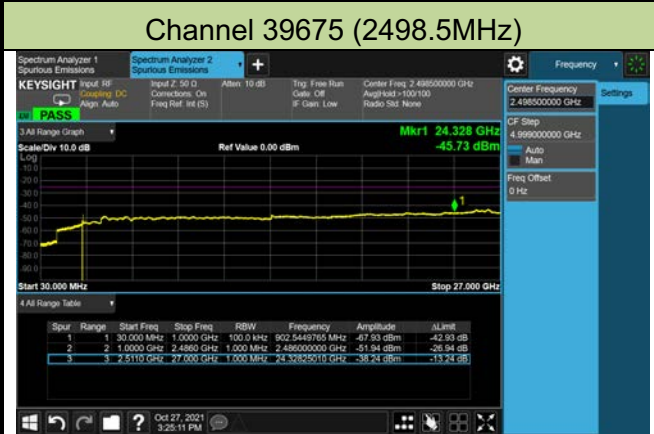 Channel 39675 (2498.5MHz)
Spectrum Analyzer 1
Spurious Emissions
Spectrum Analyzer 2
Spurious Emissions
+
Frequency
KEYSIGHT
Input: RF
Coupling: DC
Align: Auto
Input Z: 50 Ω
Corrections: On
Freq Ref: Int (S)
Atten: 10 dB
Trig: Free Run
Gate: Off
IF Gain: Low
Center Freq: 2.498500000 GHz
Avg|Hold:>100/100
Radio Std: None
PASS
Center Frequency
2.498500000 GHz
Settings
CF Step
4.999000000 GHz
Auto
Man
Freq Offset
0 Hz
3 All Range Graph
Mkr1 24.328 GHz
Scale/Div 10.0 dB
Ref Value 0.00 dBm
-45.73 dBm
Log
-10.0
-20.0
-30.0
-40.0
-50.0
-60.0
-70.0
-80.0
-90.0
1
Start 30.000 MHz
Stop 27.000 GHz
4 All Range Table
Spur Range Start Freq Stop Freq RBW Frequency Amplitude ΔLimit
1 1 30.000 MHz 1.0000 GHz 100.0 kHz 902.5449765 MHz -67.93 dBm -42.93 dB
2 2 1.0000 GHz 2.4860 GHz 1.000 MHz 2.486000000 GHz -51.94 dBm -26.94 dB
3 3 2.5110 GHz 27.000 GHz 1.000 MHz 24.32825010 GHz -38.24 dBm -13.24 dB
?
Oct 27, 2021
3:25:11 PM